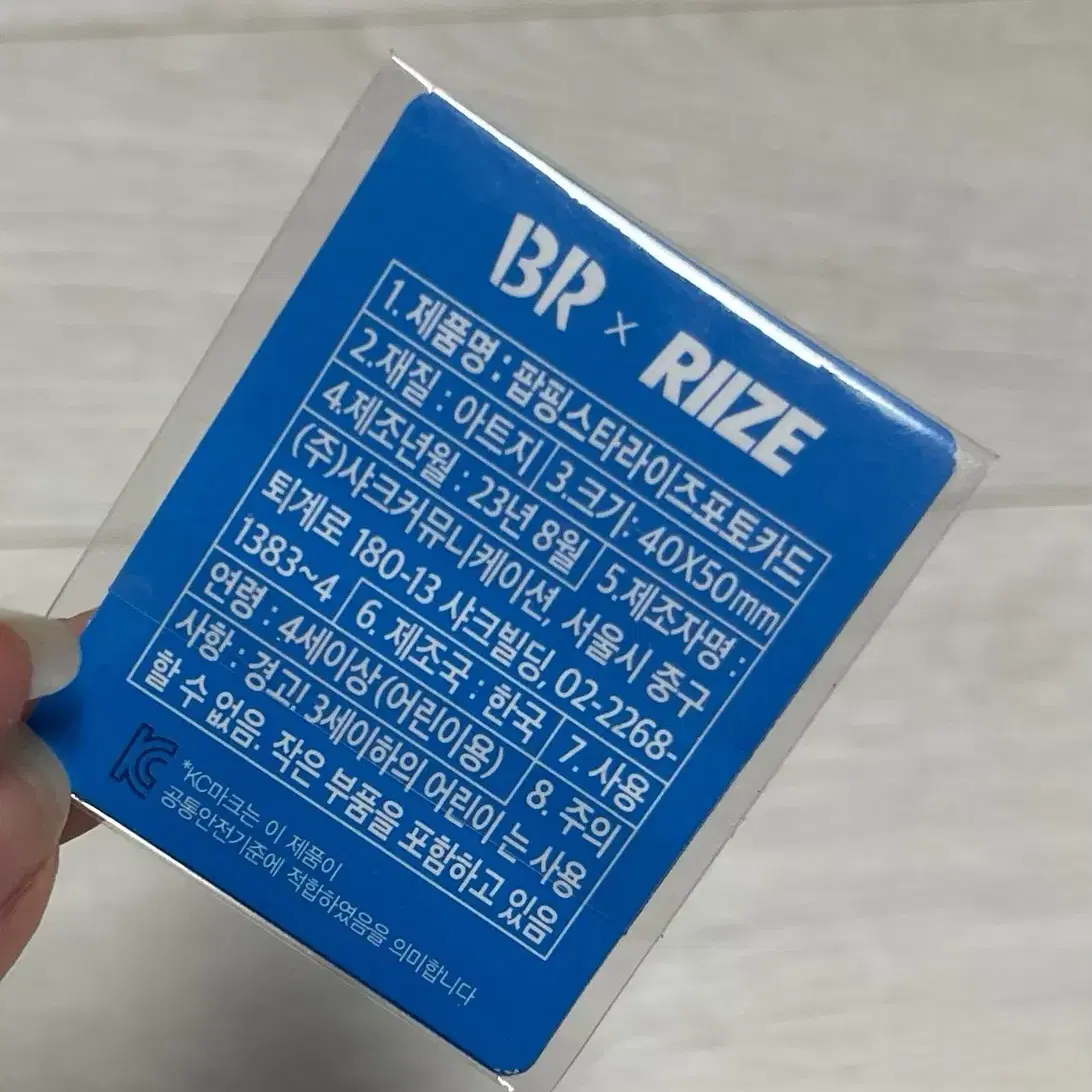 BR × RIIZE
1. 제품명 : 팝핑스타라이즈포토카드
2.재질 : 아트지 3.크기: 40X50mm
4.제조년월 : 23년 8월 5.제조자명 :
(주)샤크커뮤니케이션, 서울시 중구
퇴계로 180-13 샤크빌딩, 02-2268-
1383~4 6. 제조국 : 한국 7. 사용
연령 : 4세이상(어린이용) 8. 주의
사항 : 경고! 3세이하의 어린이 는 사용
할 수 없음. 작은 부품을 포함하고 있음
KC *KC마크는 이 제품이
공통안전기준에 적합하였음을 의미합니다